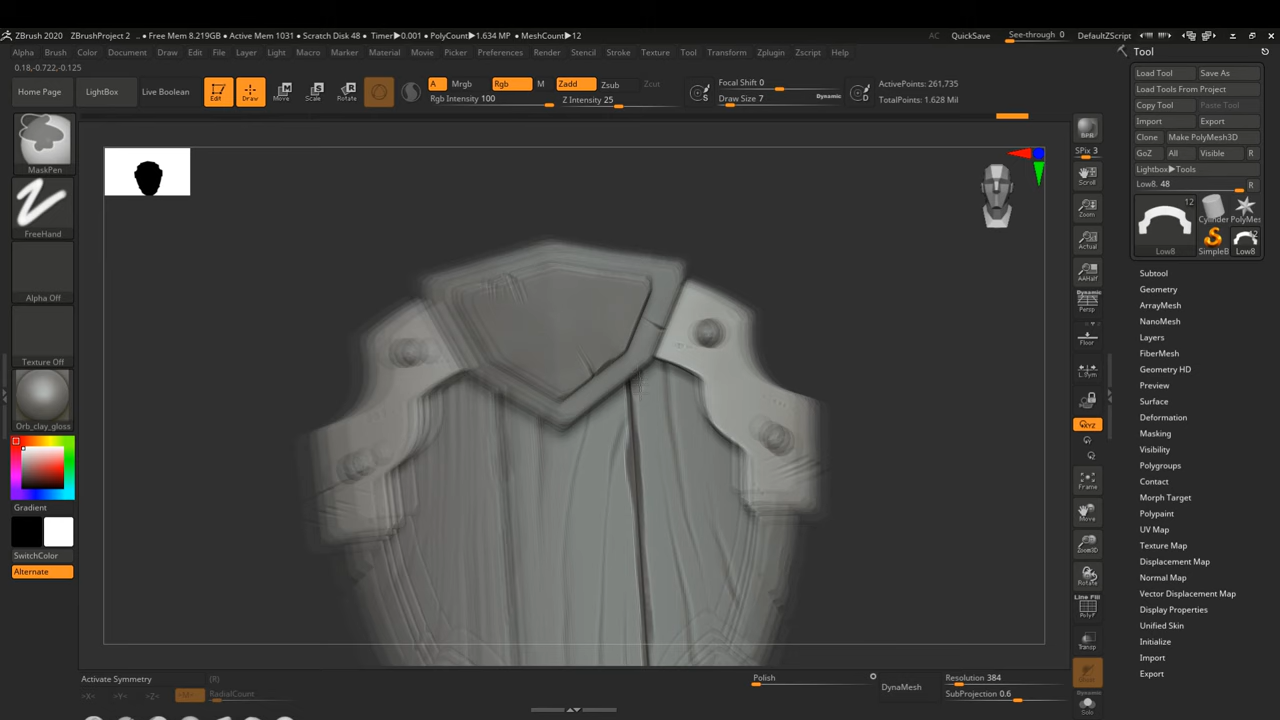 ZBrush 2020 ZBrushProject 2 • Free Mem 8.219GB • Active Mem 1031 • Scratch Disk 48 • Timer▶0.001 • PolyCount▶1.634 MP • MeshCount▶12 AC QuickSave See-through 0 DefaultZScript
Alpha Brush Color Document Draw Edit File Layer Light Macro Marker Material Movie Picker Preferences Render Stencil Stroke Texture Tool Transform Zplugin Zscript Help
Tool
0.18,-0.722,-0.125
Load Tool Save As
Load Tools From Project
Copy Tool Paste Tool
Import Export
Clone Make PolyMesh3D
GoZ All Visible R
Lightbox▶Tools
Low8. 48 R
12
Cylinder PolyMes
12
Low8 SimpleB Low8
Home Page LightBox Live Boolean
Edit Draw Move Scale Rotate
A Mrgb Rgb M Zadd Zsub Zcut
Rgb Intensity 100 Z Intensity 25
S Focal Shift 0
Draw Size 7 Dynamic
D ActivePoints: 261,735
TotalPoints: 1.628 Mil
MaskPen
FreeHand
Alpha Off
Texture Off
Orb_clay_gloss
Gradient
SwitchColor
Alternate
BPR
SPix 3
Scroll
Zoom
Actual
AAHalf
Dynamic
Persp
Floor
L.Sym
XYZ
Frame
Move
Zoom3D
Rotate
Line Fill
PolyF
Transp
Ghost
Dynamic
Solo
Subtool
Geometry
ArrayMesh
NanoMesh
Layers
FiberMesh
Geometry HD
Preview
Surface
Deformation
Masking
Visibility
Polygroups
Contact
Morph Target
Polypaint
UV Map
Texture Map
Displacement Map
Normal Map
Vector Displacement Map
Display Properties
Unified Skin
Initialize
Import
Export
Activate Symmetry (R)
>X< >Y< >Z< >M< RadialCount
Polish DynaMesh Resolution 384
SubProjection 0.6